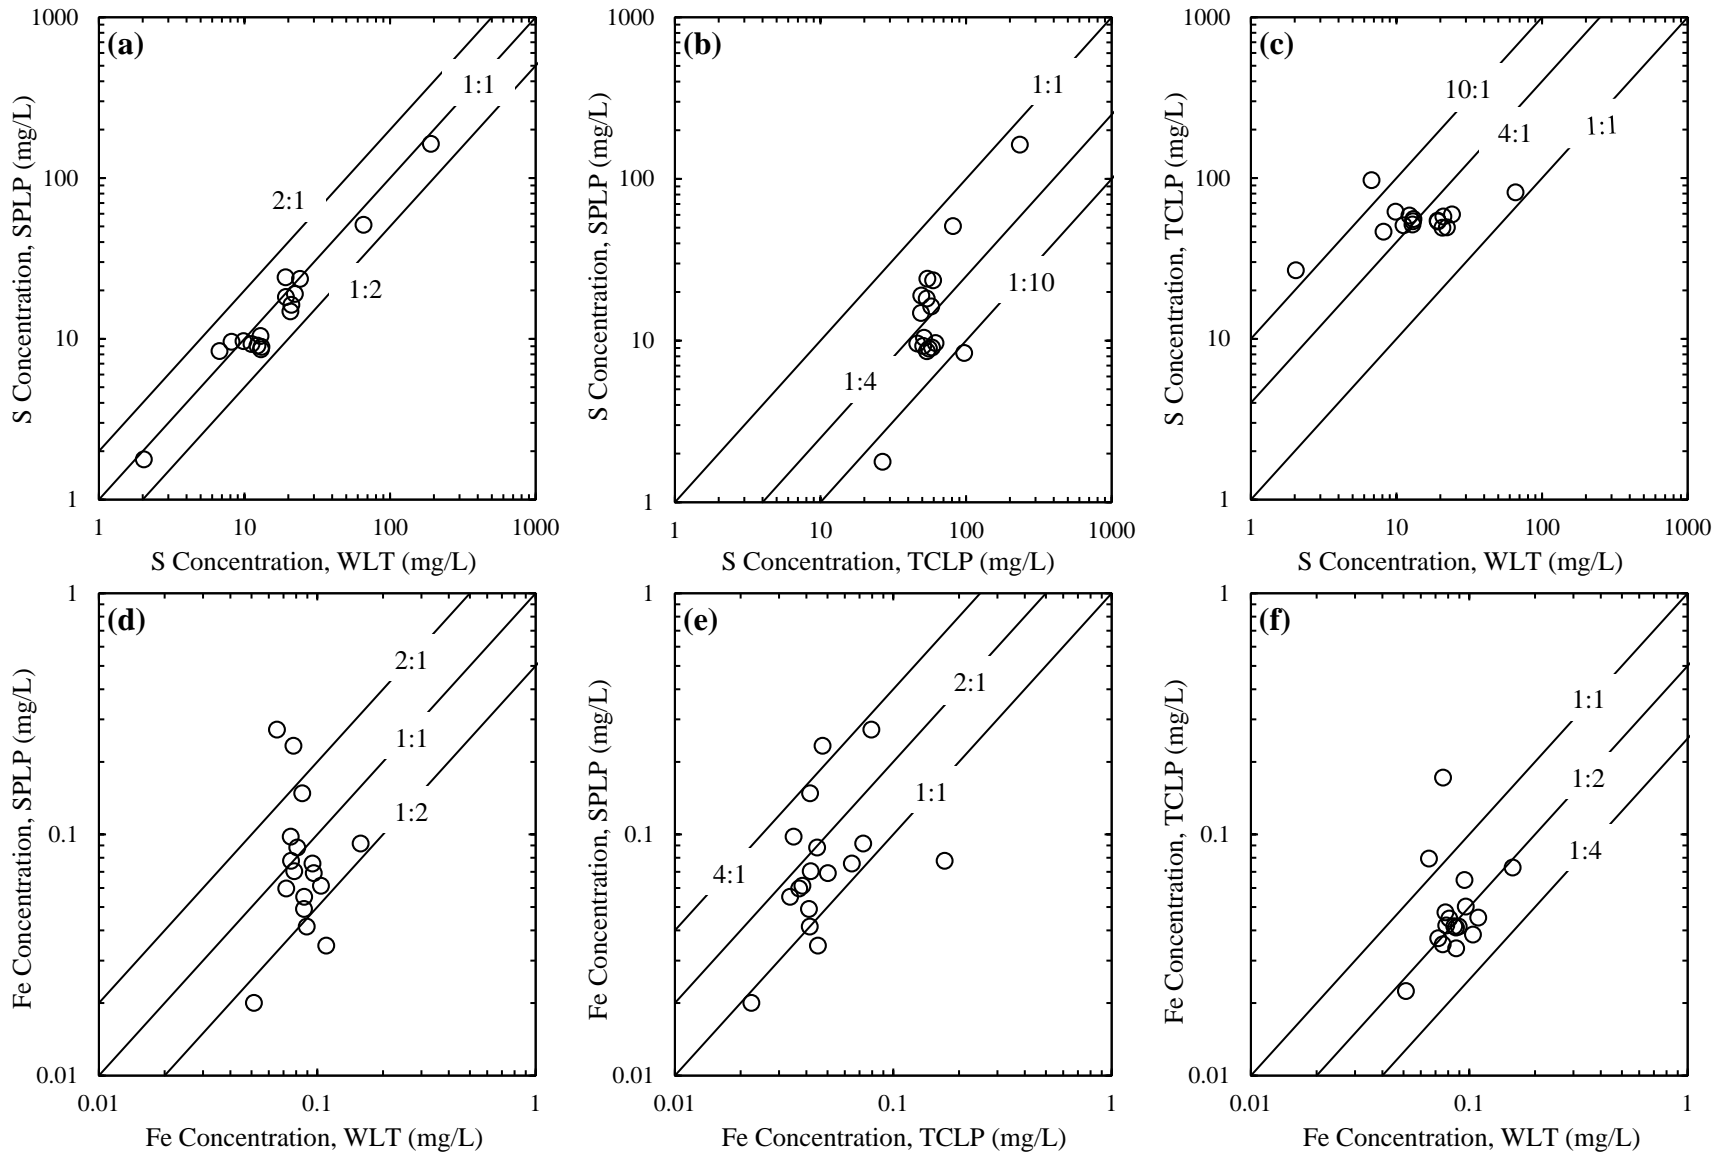 (a)
1000
100
10
1
S Concentration, SPLP (mg/L)
2:1
1:1
1:2
1 10 100 1000
S Concentration, WLT (mg/L)
(b)
1000
100
10
1
S Concentration, SPLP (mg/L)
1:1
1:10
1:4
1 10 100 1000
S Concentration, TCLP (mg/L)
(c)
1000
100
10
1
S Concentration, TCLP (mg/L)
10:1
4:1
1:1
1 10 100 1000
S Concentration, WLT (mg/L)
(d)
1
0.1
0.01
Fe Concentration, SPLP (mg/L)
2:1
1:1
1:2
0.01 0.1 1
Fe Concentration, WLT (mg/L)
(e)
1
0.1
0.01
Fe Concentration, SPLP (mg/L)
2:1
1:1
4:1
0.01 0.1 1
Fe Concentration, TCLP (mg/L)
(f)
1
0.1
0.01
Fe Concentration, TCLP (mg/L)
1:1
1:2
1:4
0.01 0.1 1
Fe Concentration, WLT (mg/L)